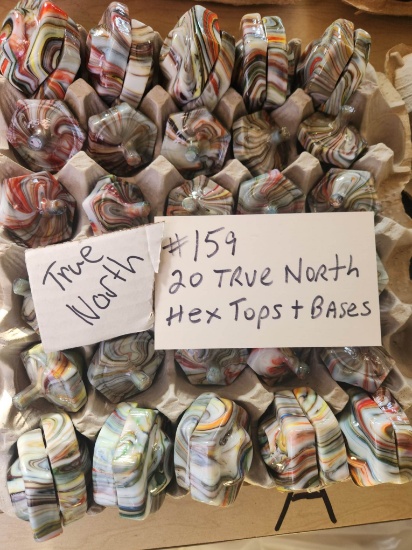 True
North
#159
20 TRUE NORTH
Hex Tops + BASES